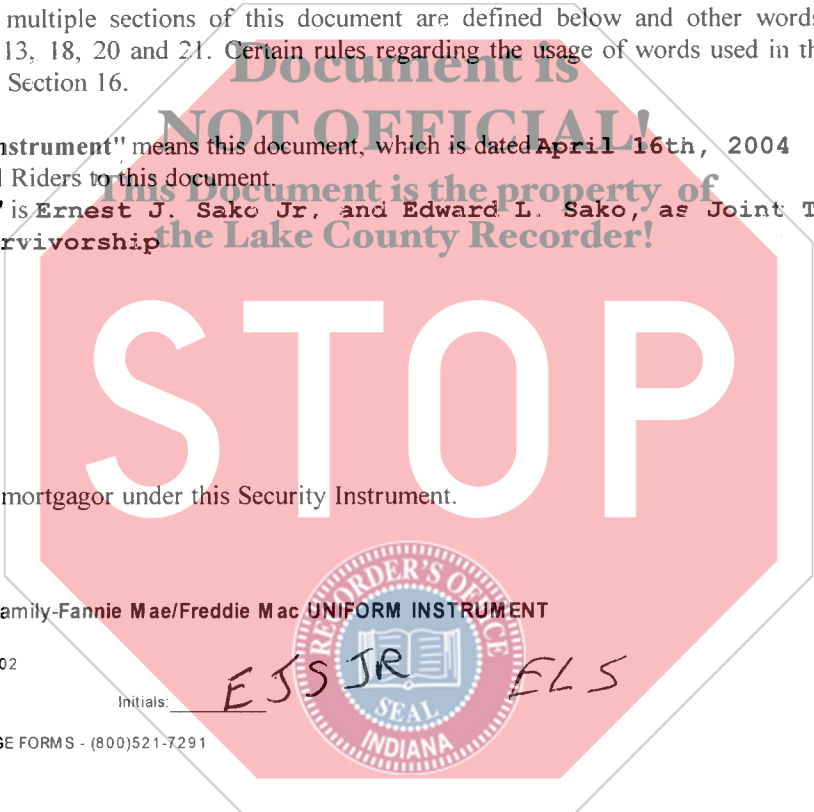 multiple sections of this document are defined below and other words
13, 18, 20 and 21. Certain rules regarding the usage of words used in th
Section 16.
Document is
NOT OFFICIAL!
nstrument" means this document, which is dated April 16th, 2004
l Riders to this document.
This Document is the property of
" is Ernest J. Sako Jr. and Edward L. Sako, as Joint T
rvivorship
the Lake County Recorder!
STOP
mortgagor under this Security Instrument.
amily-Fannie Mae/Freddie Mac UNIFORM INSTRUMENT
02
Initials: EJS JR ELS
GE FORMS - (800)521-7291
RECORDER'S OFFICE
SEAL
INDIANA